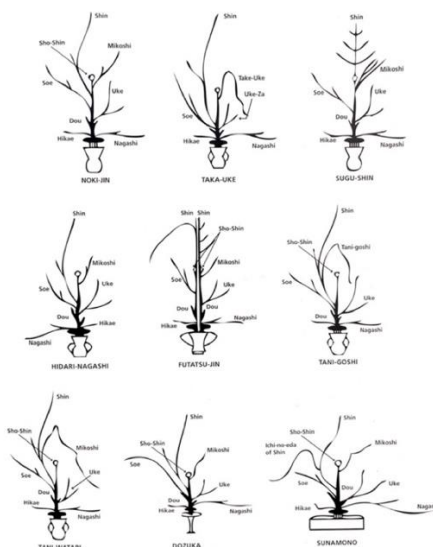 Shin
Sho-Shin
Mikoshi
Soe
Uke
Dou
Hikae
Nagashi
NOKI-JIN
Shin
Take-Uke
Uke-Za
Soe
Dou
Hikae
Nagashi
TAKA-UKE
Shin
Mikoshi
Soe
Uke
Dou
Hikae
Nagashi
SUGU-SHIN
Shin
Mikoshi
Soe
Uke
Dou
Hikae
Nagashi
HIDARI-NAGASHI
Shin Shin
Sho-Shin
Mikoshi
Soe
Uke
Dou Dou
Hikae
Nagashi
FUTATSU-JIN
Shin
Sho-Shin
Tani-goshi
Soe
Uke
Dou
Hikae
Nagashi
TANI-GOSHI
Shin
Sho-Shin
Mikoshi
Soe
Uke
Dou
Hikae
Nagashi
Shin
Sho-Shin
Mikoshi
Soe
Uke
Dou
Hikae
Nagashi
DOZUKA
Shin
Sho-Shin
Ichi-no-eda
of Shin
Mikoshi
Soe
Dou
Uke
Hikae
SUNAMONO